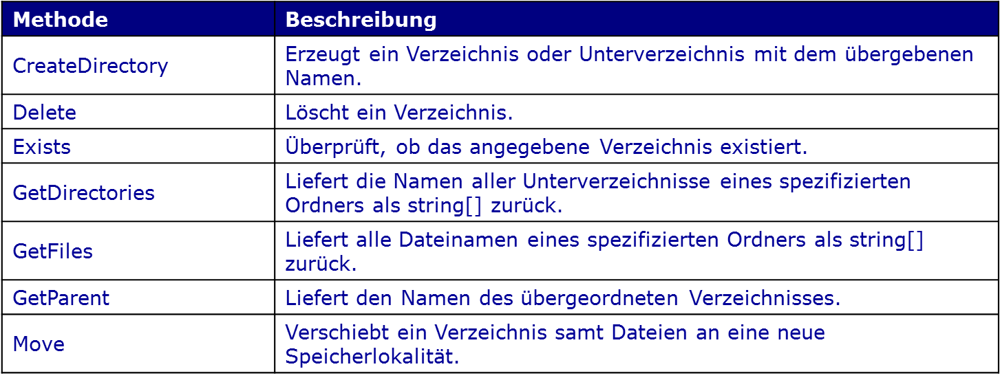 Methode Beschreibung
CreateDirectory
Erzeugt ein Verzeichnis oder Unterverzeichnis mit dem übergebenen
Namen.
Delete Löscht ein Verzeichnis.
Exists Überprüft, ob das angegebene Verzeichnis existiert.
GetDirectories
Liefert die Namen aller Unterverzeichnisse eines spezifizierten
Ordners als string[] zurück.
GetFiles
Liefert alle Dateinamen eines spezifizierten Ordners als string[]
zurück.
GetParent Liefert den Namen des übergeordneten Verzeichnisses.
Move
Verschiebt ein Verzeichnis samt Dateien an eine neue
Speicherlokalität.